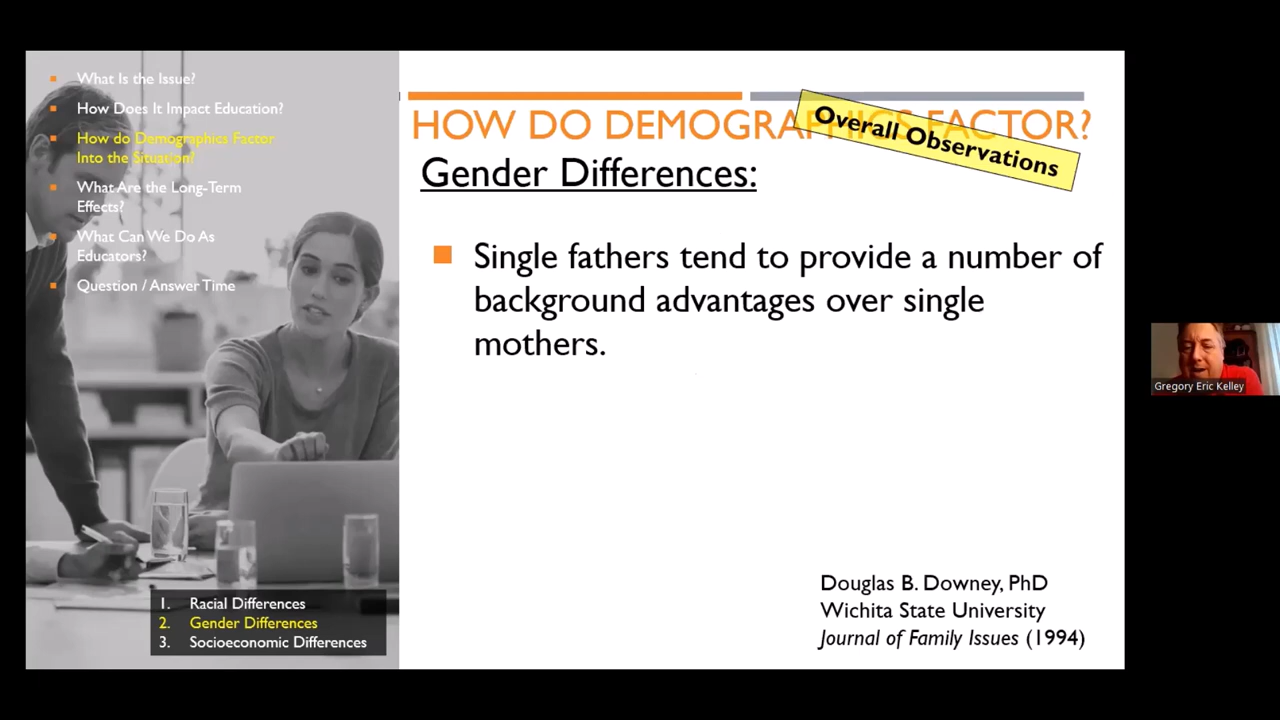 What Is the Issue?
How Does It Impact Education?
How do Demographics Factor
Into the Situation?
What Are the Long-Term
Effects?
What Can We Do As
Educators?
Question / Answer Time
1. Racial Differences
2. Gender Differences
3. Socioeconomic Differences
HOW DO DEMOGRAPHICS FACTOR?
Overall Observations
Gender Differences:
Single fathers tend to provide a number of
background advantages over single
mothers.
Douglas B. Downey, PhD
Wichita State University
Journal of Family Issues (1994)
Gregory Eric Kelley